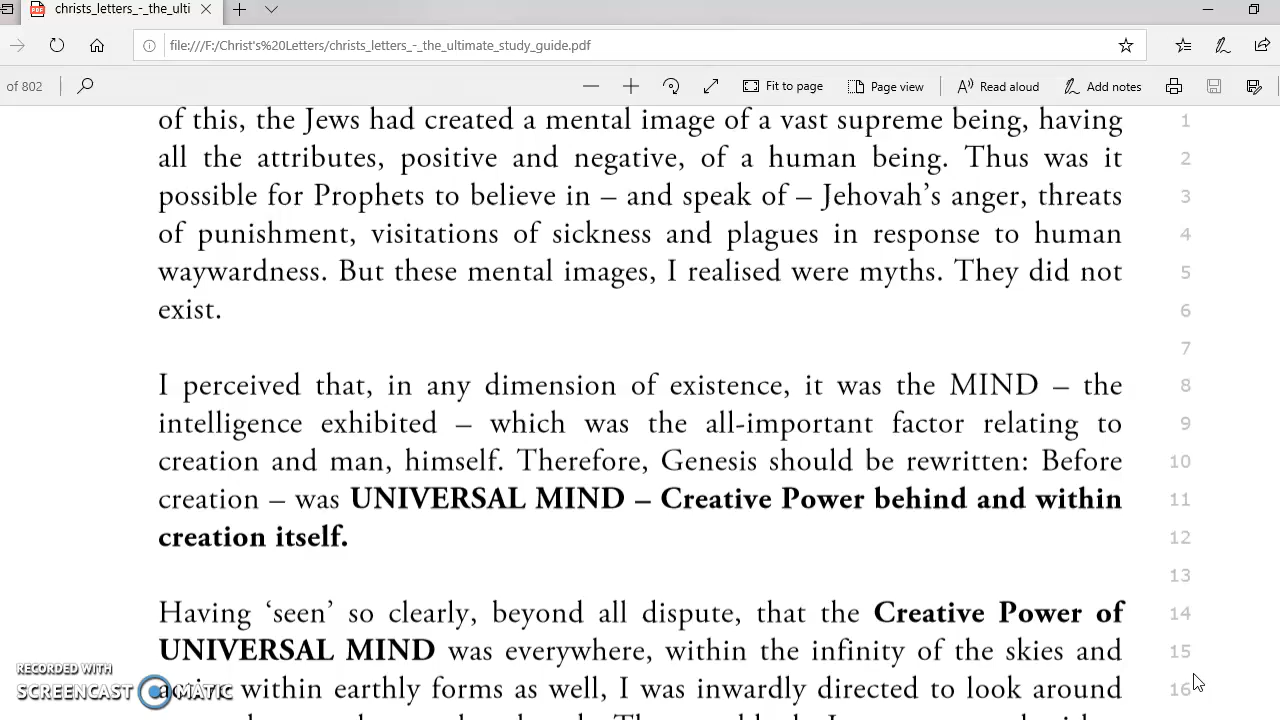 christs_letters_-_the_ulti
file:///F:/Christ's%20Letters/christs_letters_-_the_ultimate_study_guide.pdf
of 802
Fit to page
Page view
Read aloud
Add notes
of this, the Jews had created a mental image of a vast supreme being, having 1
all the attributes, positive and negative, of a human being. Thus was it 2
possible for Prophets to believe in – and speak of – Jehovah’s anger, threats 3
of punishment, visitations of sickness and plagues in response to human 4
waywardness. But these mental images, I realised were myths. They did not 5
exist. 6
7
I perceived that, in any dimension of existence, it was the MIND – the 8
intelligence exhibited – which was the all-important factor relating to 9
creation and man, himself. Therefore, Genesis should be rewritten: Before 10
creation – was UNIVERSAL MIND – Creative Power behind and within 11
creation itself. 12
13
Having ‘seen’ so clearly, beyond all dispute, that the Creative Power of 14
UNIVERSAL MIND was everywhere, within the infinity of the skies and 15
within earthly forms as well, I was inwardly directed to look around 16
RECORDED WITH
SCREENCAST MATIC